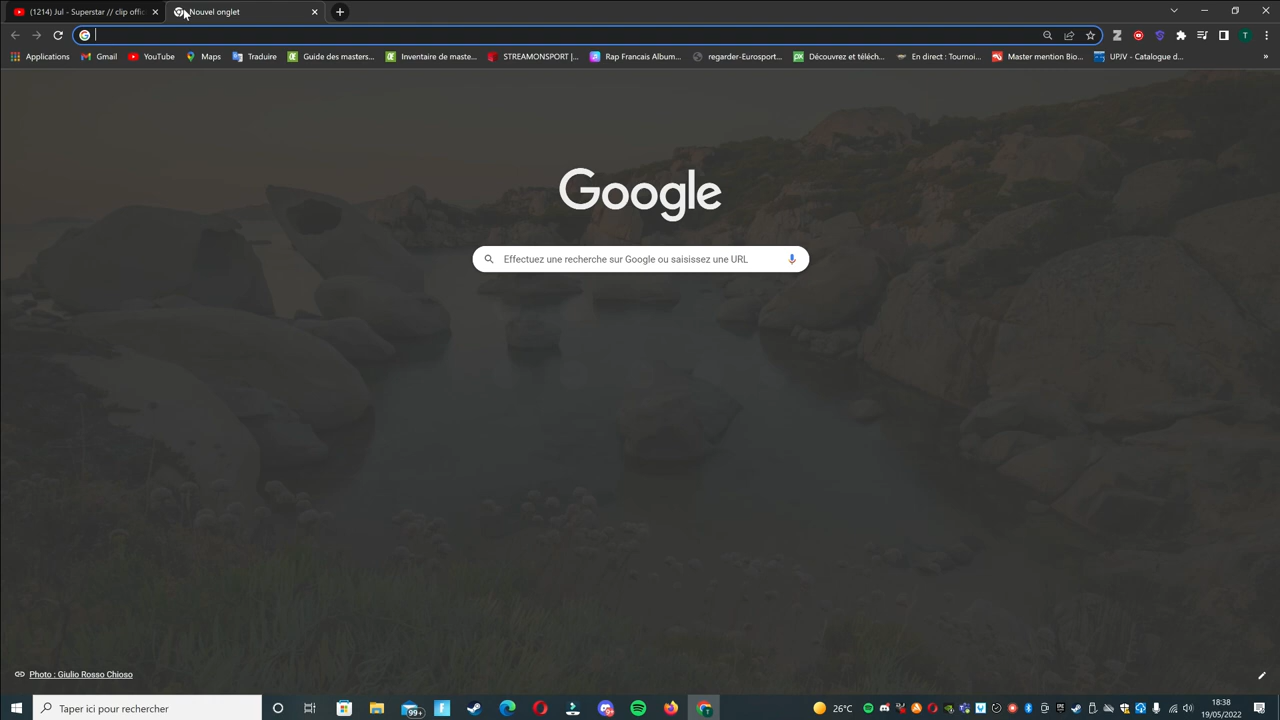 (1214) Jul - Superstar // clip offic
Nouvel onglet
Applications
Gmail
YouTube
Maps
Traduire
Guide des masters...
Inventaire de maste...
STREAMONSPORT |...
Rap Francais Album...
regarder-Eurosport...
Découvrez et téléch...
En direct : Tournoi...
Master mention Bio...
UPJV - Catalogue d...
»
Google
Effectuez une recherche sur Google ou saisissez une URL
Photo : Giulio Rosso Chioso
Taper ici pour rechercher
99+
26°C
18:38
19/05/2022